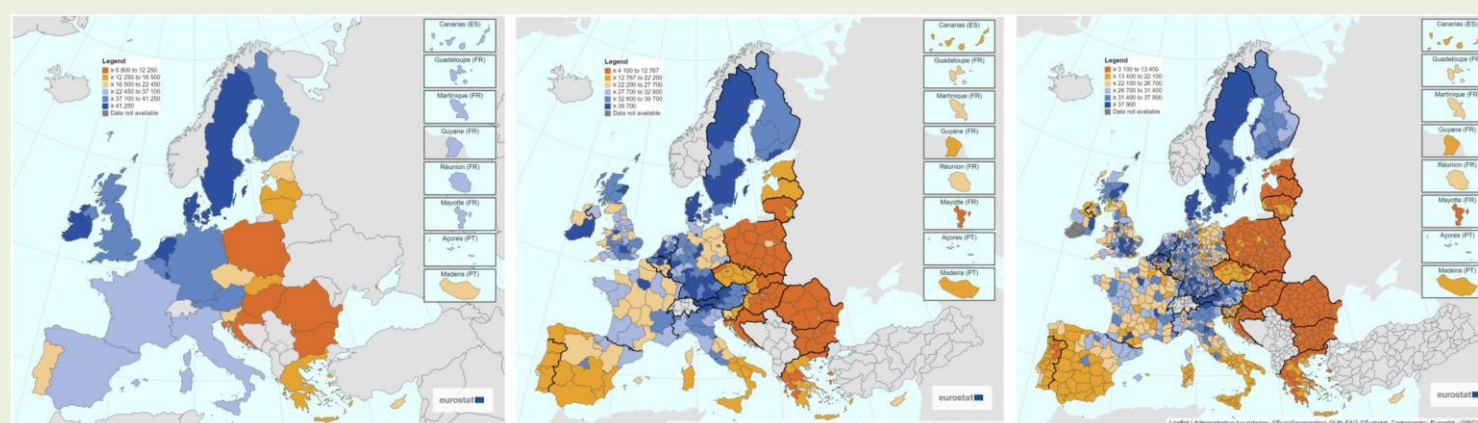 Legend
≥ 6 800 to 12 250
≥ 12 250 to 16 500
≥ 16 500 to 22 450
≥ 22 450 to 37 100
≥ 37 100 to 41 250
≥ 41 250
Data not available
Canarias (ES)
Guadeloupe (FR)
Martinique (FR)
Guyane (FR)
Réunion (FR)
Mayotte (FR)
Açores (PT)
Madeira (PT)
eurostat
Legend
≥ 4 100 to 12 767
≥ 12 767 to 22 200
≥ 22 200 to 27 700
≥ 27 700 to 32 800
≥ 32 800 to 39 700
≥ 39 700
Data not available
Canarias (ES)
Guadeloupe (FR)
Martinique (FR)
Guyane (FR)
Réunion (FR)
Mayotte (FR)
Açores (PT)
Madeira (PT)
eurostat
Legend
≥ 3 100 to 13 400
≥ 13 400 to 22 100
≥ 22 100 to 26 700
≥ 26 700 to 31 400
≥ 31 400 to 37 900
≥ 37 900
Data not available
Canarias (ES)
Guadeloupe (FR)
Martinique (FR)
Guyane (FR)
Réunion (FR)
Mayotte (FR)
Açores (PT)
Madeira (PT)
eurostat